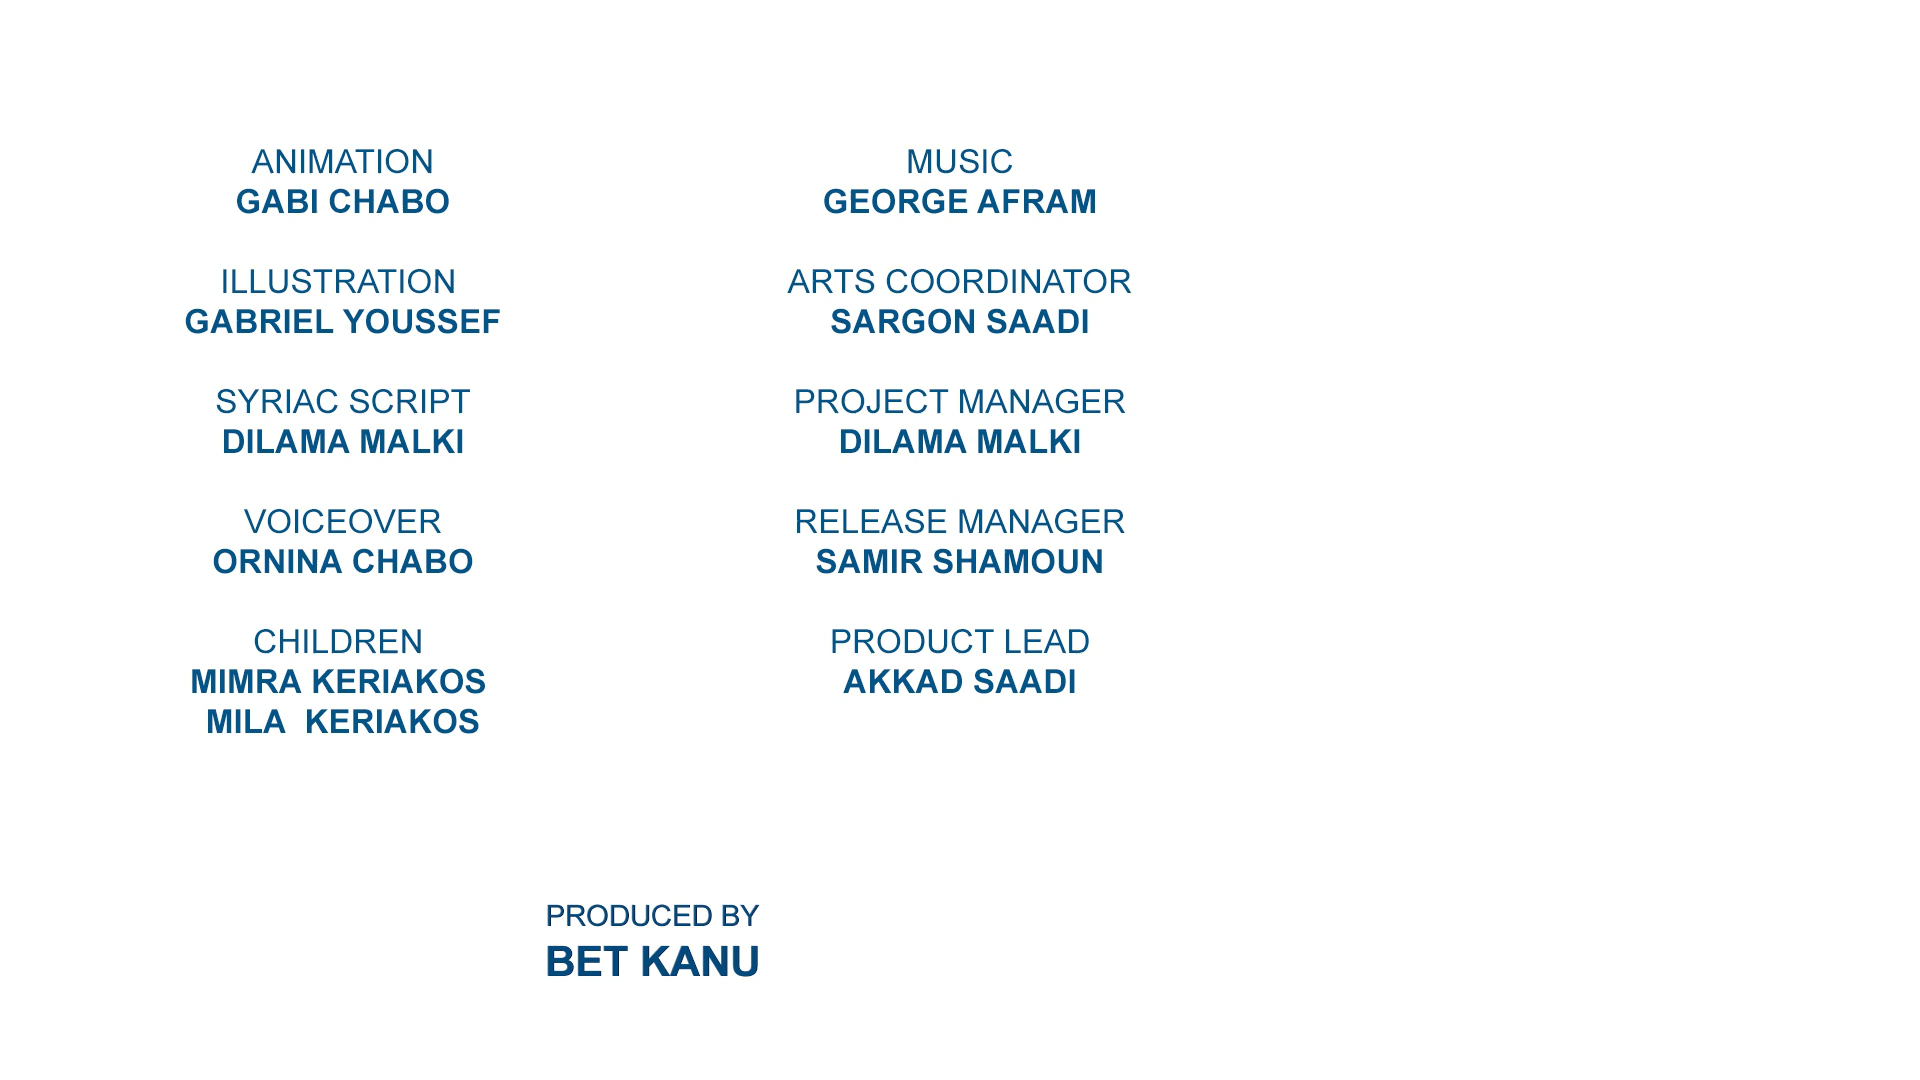 ANIMATION
GABI CHABO
ILLUSTRATION
GABRIEL YOUSSEF
SYRIAC SCRIPT
DILAMA MALKI
VOICEOVER
ORNINA CHABO
CHILDREN
MIMRA KERIAKOS
MILA  KERIAKOS
MUSIC
GEORGE AFRAM
ARTS COORDINATOR
SARGON SAADI
PROJECT MANAGER
DILAMA MALKI
RELEASE MANAGER
SAMIR SHAMOUN
PRODUCT LEAD
AKKAD SAADI
PRODUCED BY
BET KANU